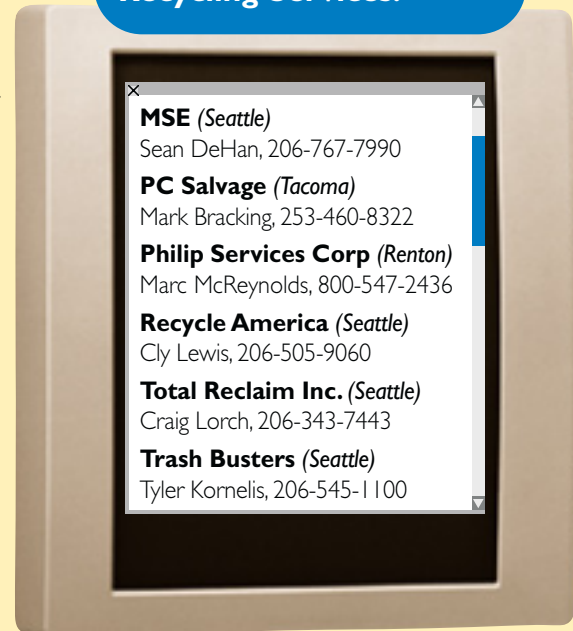 Recycling Services:
MSE (Seattle)
Sean DeHan, 206-767-7990
PC Salvage (Tacoma)
Mark Bracking, 253-460-8322
Philip Services Corp (Renton)
Marc McReynolds, 800-547-2436
Recycle America (Seattle)
Cly Lewis, 206-505-9060
Total Reclaim Inc. (Seattle)
Craig Lorch, 206-343-7443
Trash Busters (Seattle)
Tyler Kornelis, 206-545-1100